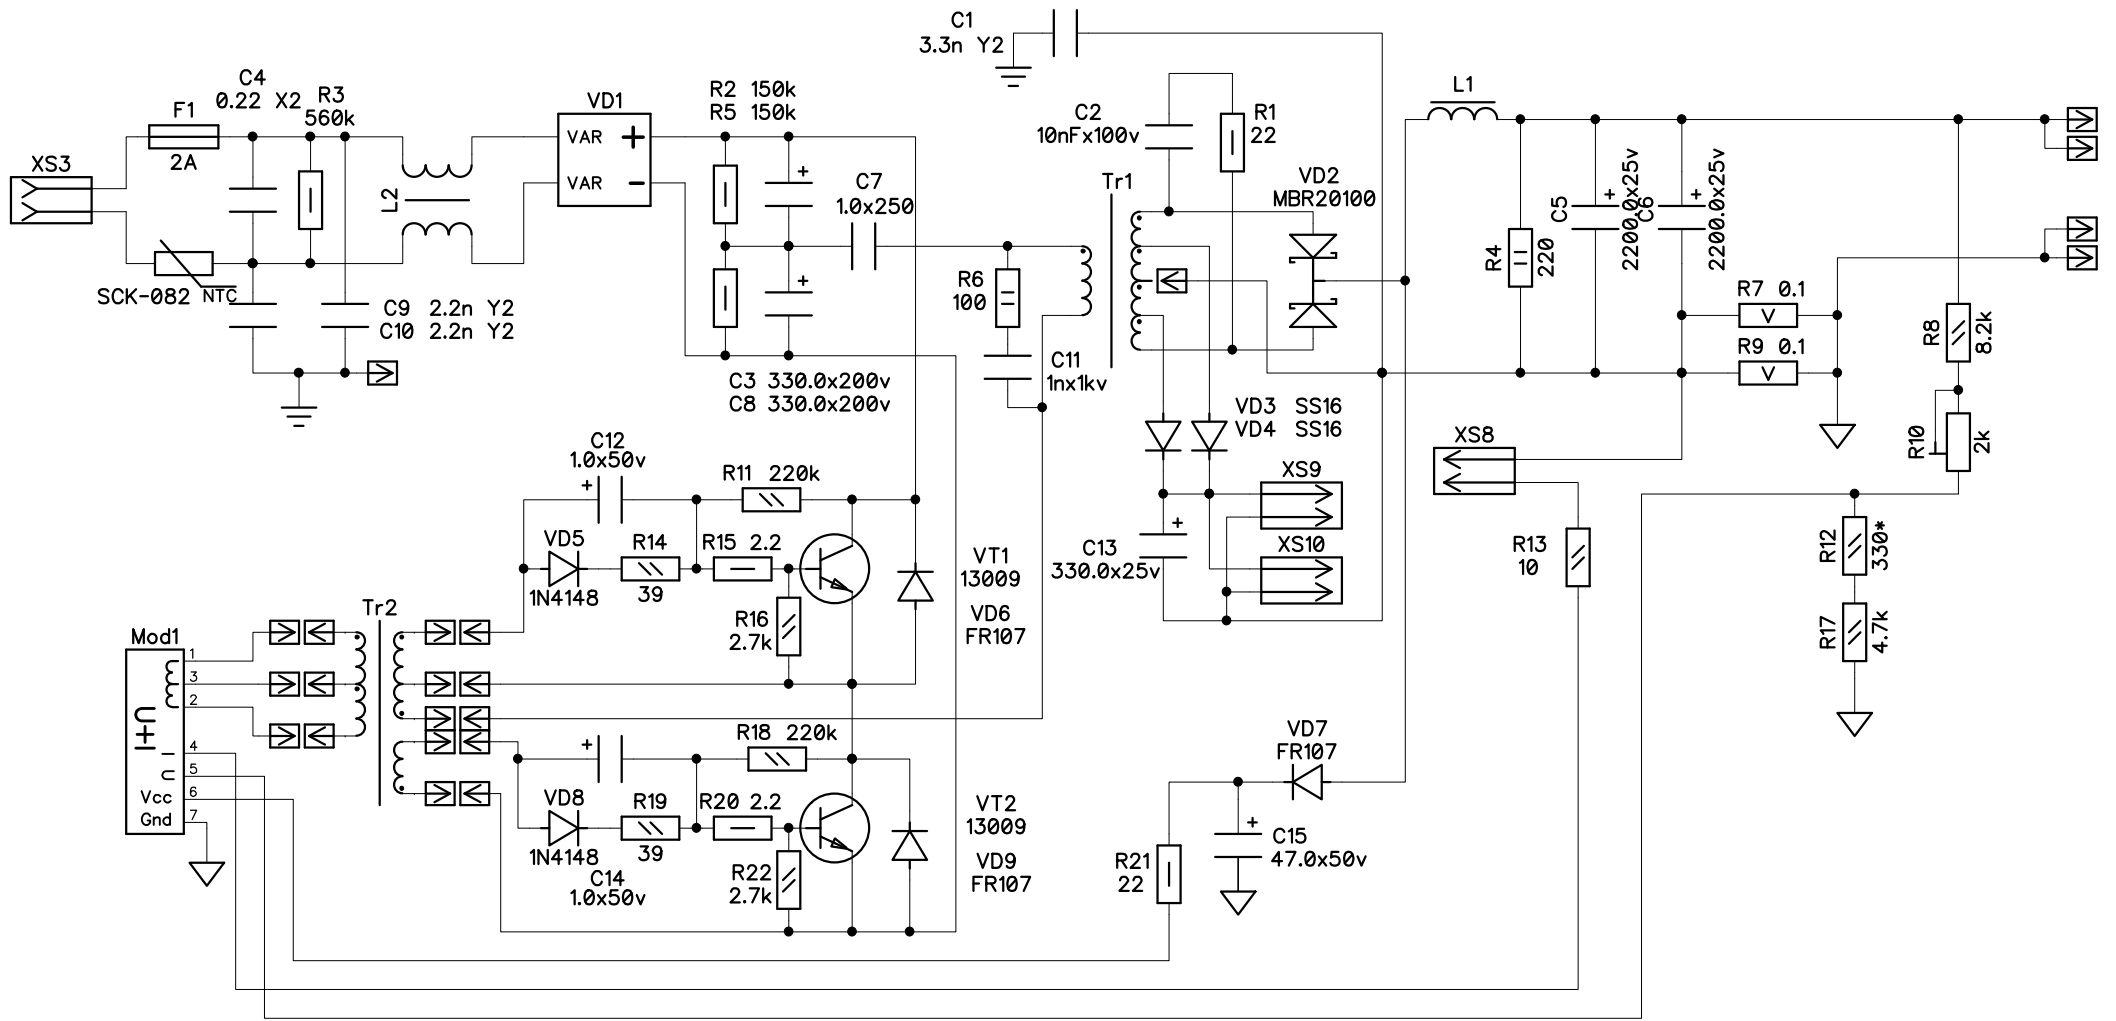 C1
3.3n Y2
C4
0.22 X2
R3
560k
F1
2A
XS3
SCK-082
NTC
L2
C9 2.2n Y2
C10 2.2n Y2
VD1
VAR
+
VAR
−
R2 150k
R5 150k
+
+
C3 330.0x200v
C8 330.0x200v
C7
1.0x250
R6
100
C11
1nx1kv
Tr1
C2
10nFx100v
R1
22
VD2
MBR20100
L1
R4
220
C5
+
2200.0x25v
C6
+
2200.0x25v
R7 0.1
R9 0.1
R8
8.2k
R10
2k
R12
330*
R17
4.7k
VD3 SS16
VD4 SS16
XS8
XS9
XS10
C13
+
330.0x25v
R13
10
C12
1.0x50v
+
R11 220k
VD5
1N4148
R14
39
R15 2.2
R16
2.7k
VT1
13009
VD6
FR107
Tr2
Mod1
U+I
1
3
2
I 4
U 5
Vcc 6
Gnd 7
+
R18 220k
VD8
1N4148
R19
39
R20 2.2
C14
1.0x50v
R22
2.7k
VT2
13009
VD9
FR107
VD7
FR107
+
C15
47.0x50v
R21
22